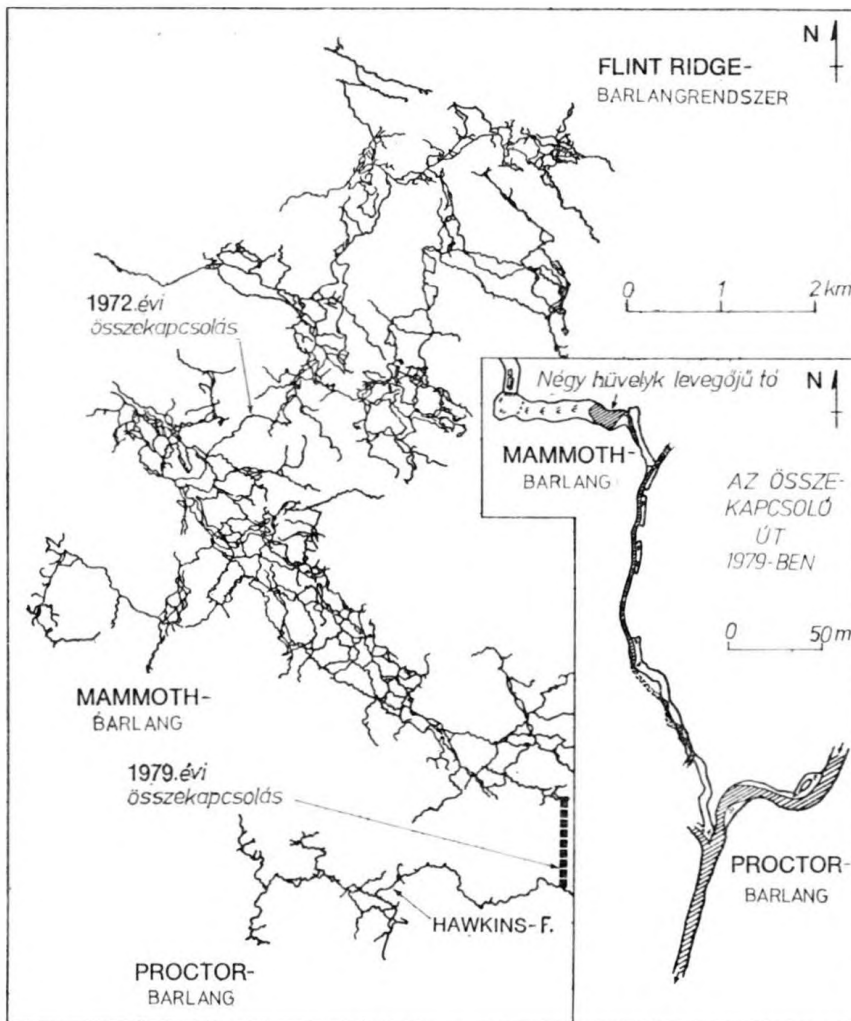 N
FLINT RIDGE-
BARLANGRENDSZER
1972.évi
összekapcsolás
0 1 2 km
Négy hüvelyk levegőjű tó
N
MAMMOTH-
BARLANG
AZ ÖSSZE-
KAPCSOLÓ
ÚT
1979-BEN
0 50 m
MAMMOTH-
BARLANG
1979.évi
összekapcsolás
PROCTOR-
BARLANG
HAWKINS-F.
PROCTOR-
BARLANG